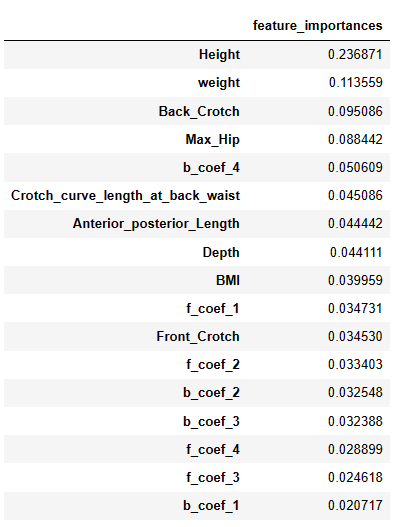 feature_importances
Height 0.236871
weight 0.113559
Back_Crotch 0.095086
Max_Hip 0.088442
b_coef_4 0.050609
Crotch_curve_length_at_back_waist 0.045086
Anterior_posterior_Length 0.044442
Depth 0.044111
BMI 0.039959
f_coef_1 0.034731
Front_Crotch 0.034530
f_coef_2 0.033403
b_coef_2 0.032548
b_coef_3 0.032388
f_coef_4 0.028899
f_coef_3 0.024618
b_coef_1 0.020717